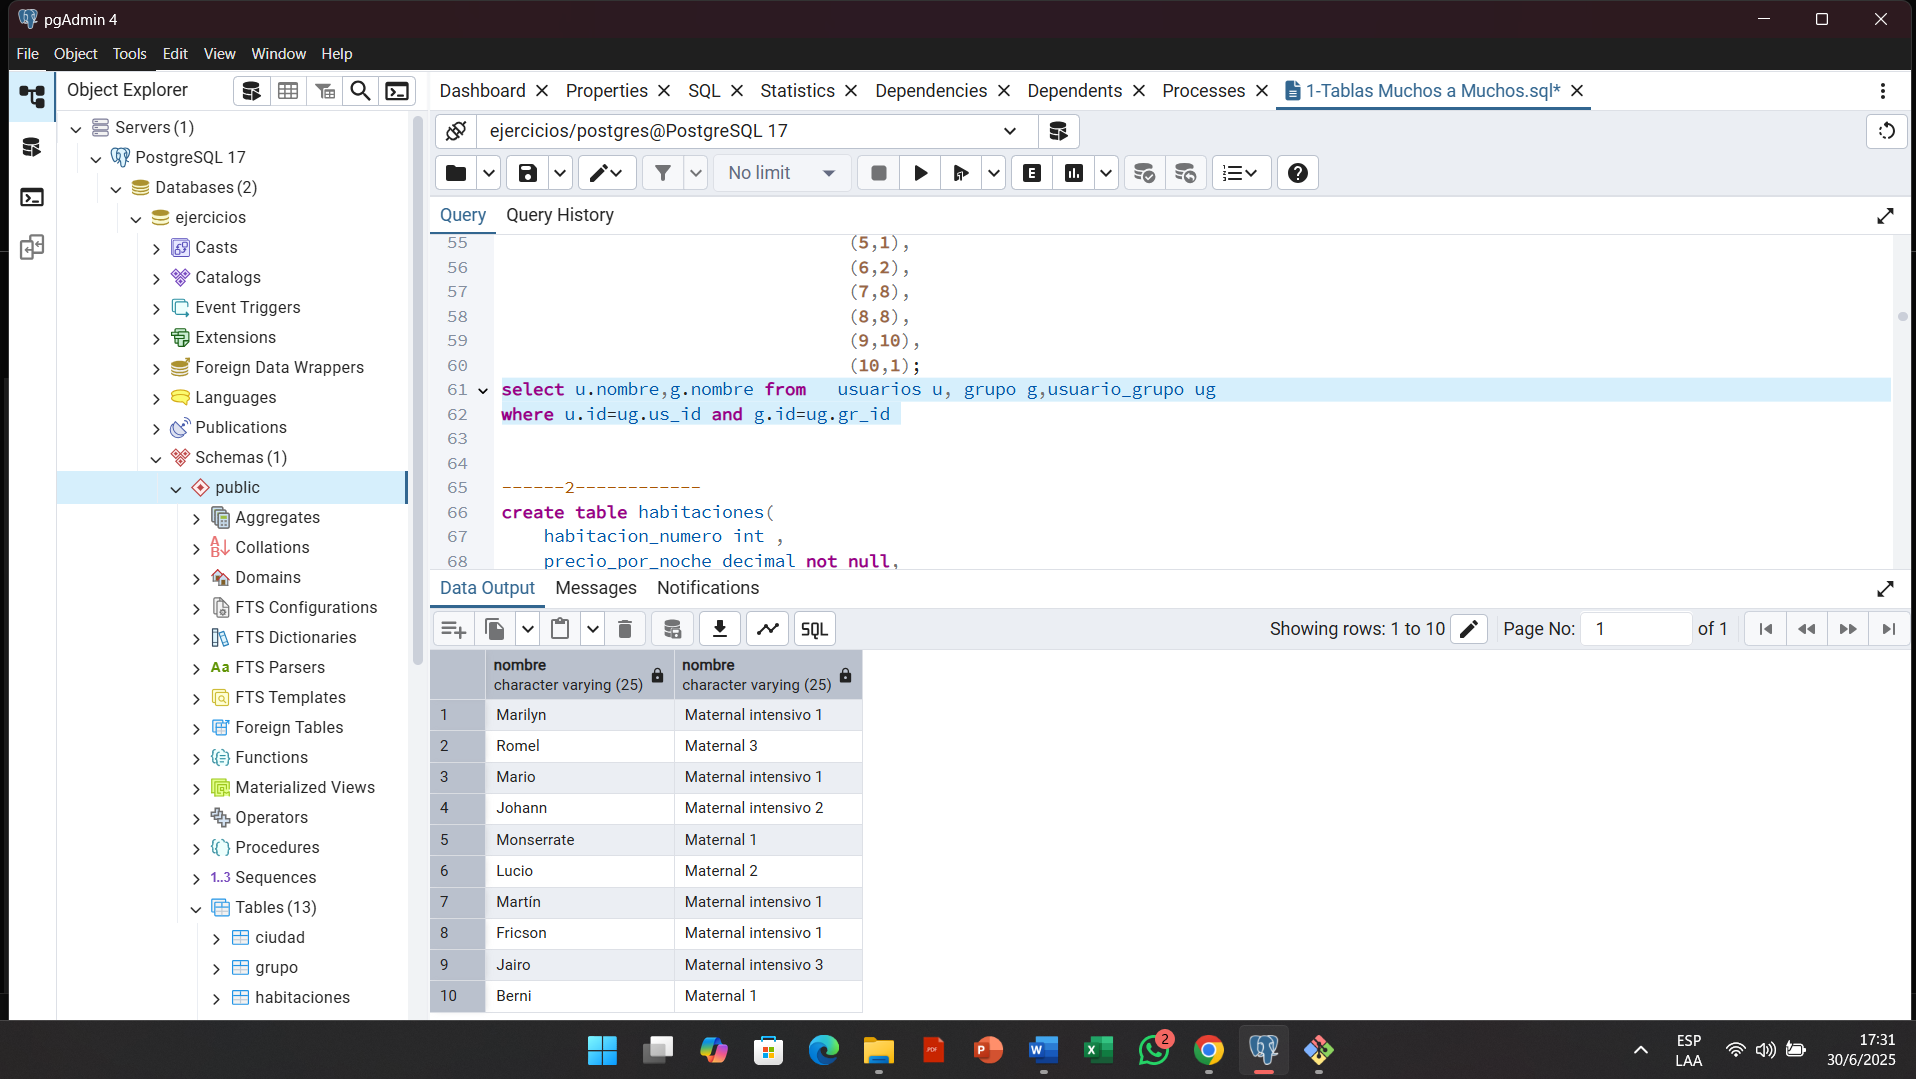 pgAdmin 4
File Object Tools Edit View Window Help
Object Explorer
Servers (1)
PostgreSQL 17
Databases (2)
ejercicios
Casts
Catalogs
Event Triggers
Extensions
Foreign Data Wrappers
Languages
Publications
Schemas (1)
public
Aggregates
Collations
Domains
FTS Configurations
FTS Dictionaries
Aa FTS Parsers
FTS Templates
Foreign Tables
Functions
Materialized Views
Operators
Procedures
1..3 Sequences
Tables (13)
ciudad
grupo
habitaciones
Dashboard Properties SQL Statistics Dependencies Dependents Processes 1-Tablas Muchos a Muchos.sql*
ejercicios/postgres@PostgreSQL 17
No limit E
Query Query History
55 (5,1),
56 (6,2),
57 (7,8),
58 (8,8),
59 (9,10),
60 (10,1);
61 select u.nombre,g.nombre from   usuarios u, grupo g,usuario_grupo ug
62 where u.id=ug.us_id and g.id=ug.gr_id
63
64
65 ------2------------
66 create table habitaciones(
67     habitacion_numero int ,
68     precio_por_noche decimal not null,
Data Output Messages Notifications
SQL Showing rows: 1 to 10 Page No: 1 of 1
nombre nombre
character varying (25) character varying (25)
1 Marilyn Maternal intensivo 1
2 Romel Maternal 3
3 Mario Maternal intensivo 1
4 Johann Maternal intensivo 2
5 Monserrate Maternal 1
6 Lucio Maternal 2
7 Martín Maternal intensivo 1
8 Fricson Maternal intensivo 1
9 Jairo Maternal intensivo 3
10 Berni Maternal 1
PDF P W X 2
ESP
LAA
17:31
30/6/2025